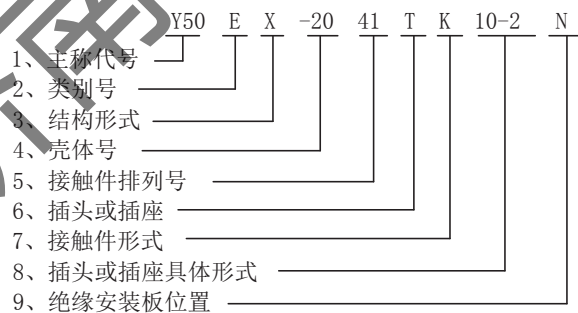 Y50 E X -20 41 T K 10-2 N
1、主称代号
2、类别号
3、结构形式
4、壳体号
5、接触件排列号
6、插头或插座
7、接触件形式
8、插头或插座具体形式
9、绝缘安装板位置